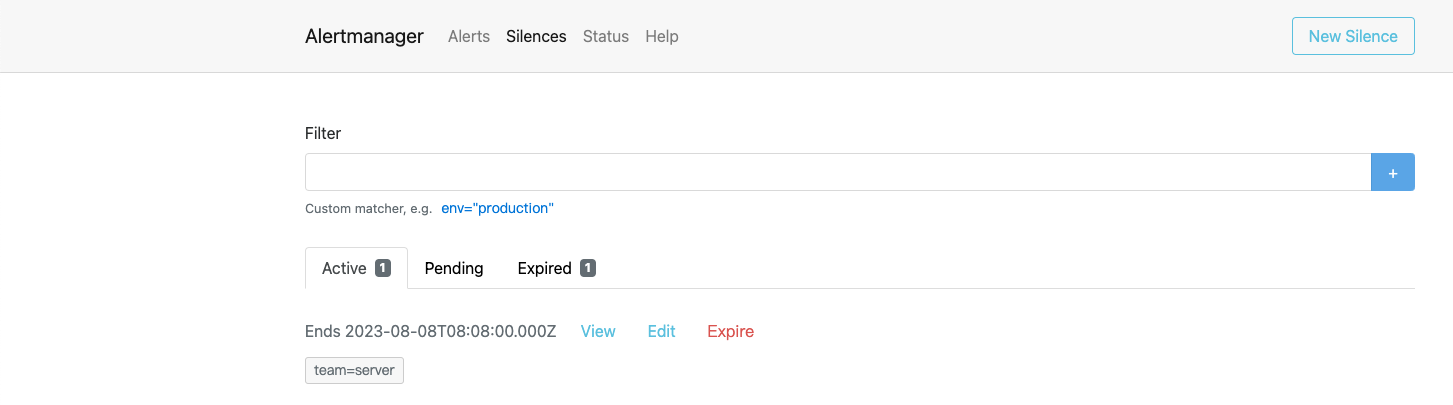 Alertmanager Alerts Silences Status Help New Silence
Filter
+
Custom matcher, e.g. env="production"
Active 1 Pending Expired 1
Ends 2023-08-08T08:08:00.000Z View Edit Expire
team=server